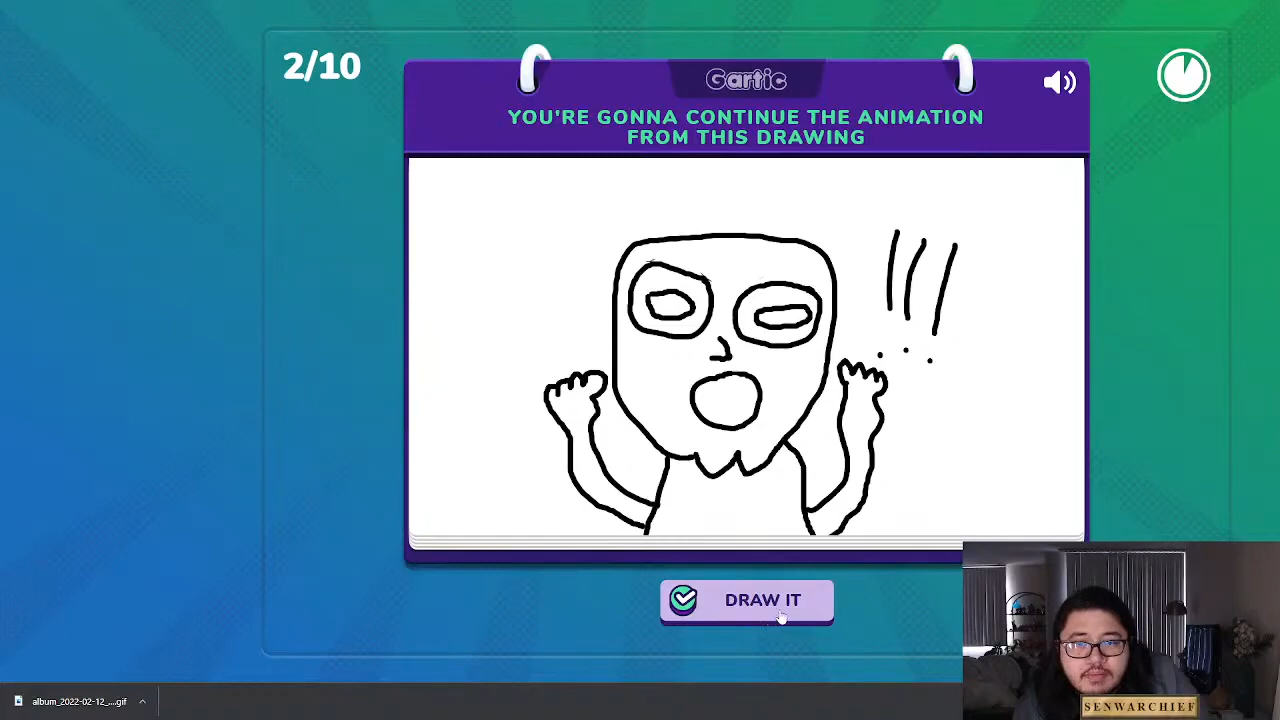 2/10
Gartic
YOU'RE GONNA CONTINUE THE ANIMATION
FROM THIS DRAWING
DRAW IT
album_2022-02-12_....gif
SENWARCHIEF